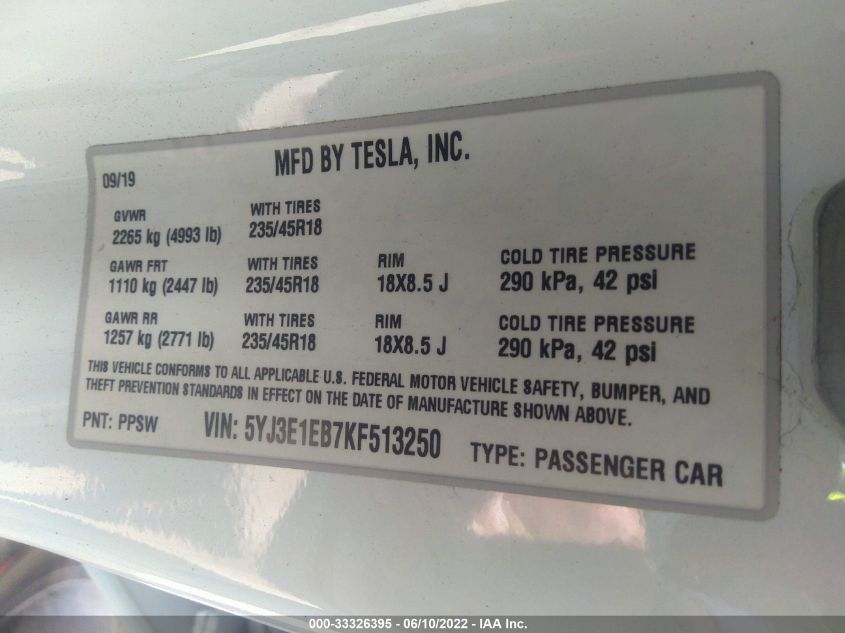 MFD BY TESLA, INC.
09/19
GVWR WITH TIRES
2265 kg (4993 lb) 235/45R18
GAWR FRT WITH TIRES RIM COLD TIRE PRESSURE
1110 kg (2447 lb) 235/45R18 18X8.5 J 290 kPa, 42 psi
GAWR RR WITH TIRES RIM COLD TIRE PRESSURE
1257 kg (2771 lb) 235/45R18 18X8.5 J 290 kPa, 42 psi
THIS VEHICLE CONFORMS TO ALL APPLICABLE U.S. FEDERAL MOTOR VEHICLE SAFETY, BUMPER, AND
THEFT PREVENTION STANDARDS IN EFFECT ON THE DATE OF MANUFACTURE SHOWN ABOVE.
PNT: PPSW VIN: 5YJ3E1EB7KF513250 TYPE: PASSENGER CAR
000-33326395 - 06/10/2022 - IAA Inc.